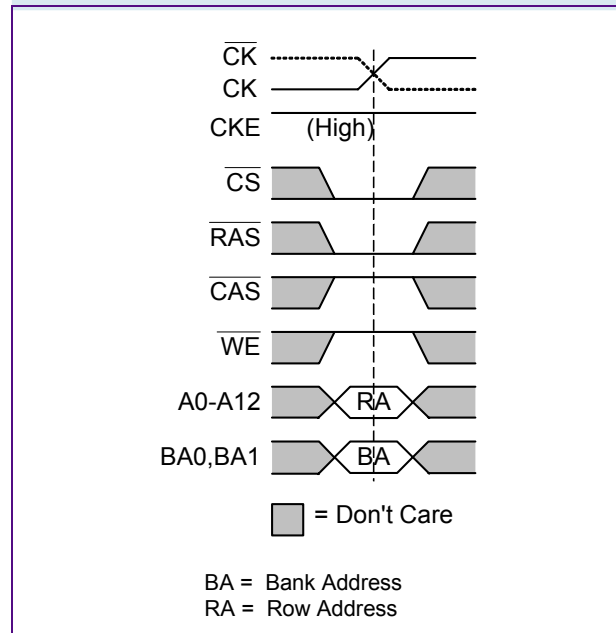 CK
CK
CKE (High)
CS
RAS
CAS
WE
A0-A12 RA
BA0,BA1 BA
= Don't Care
BA = Bank Address
RA = Row Address